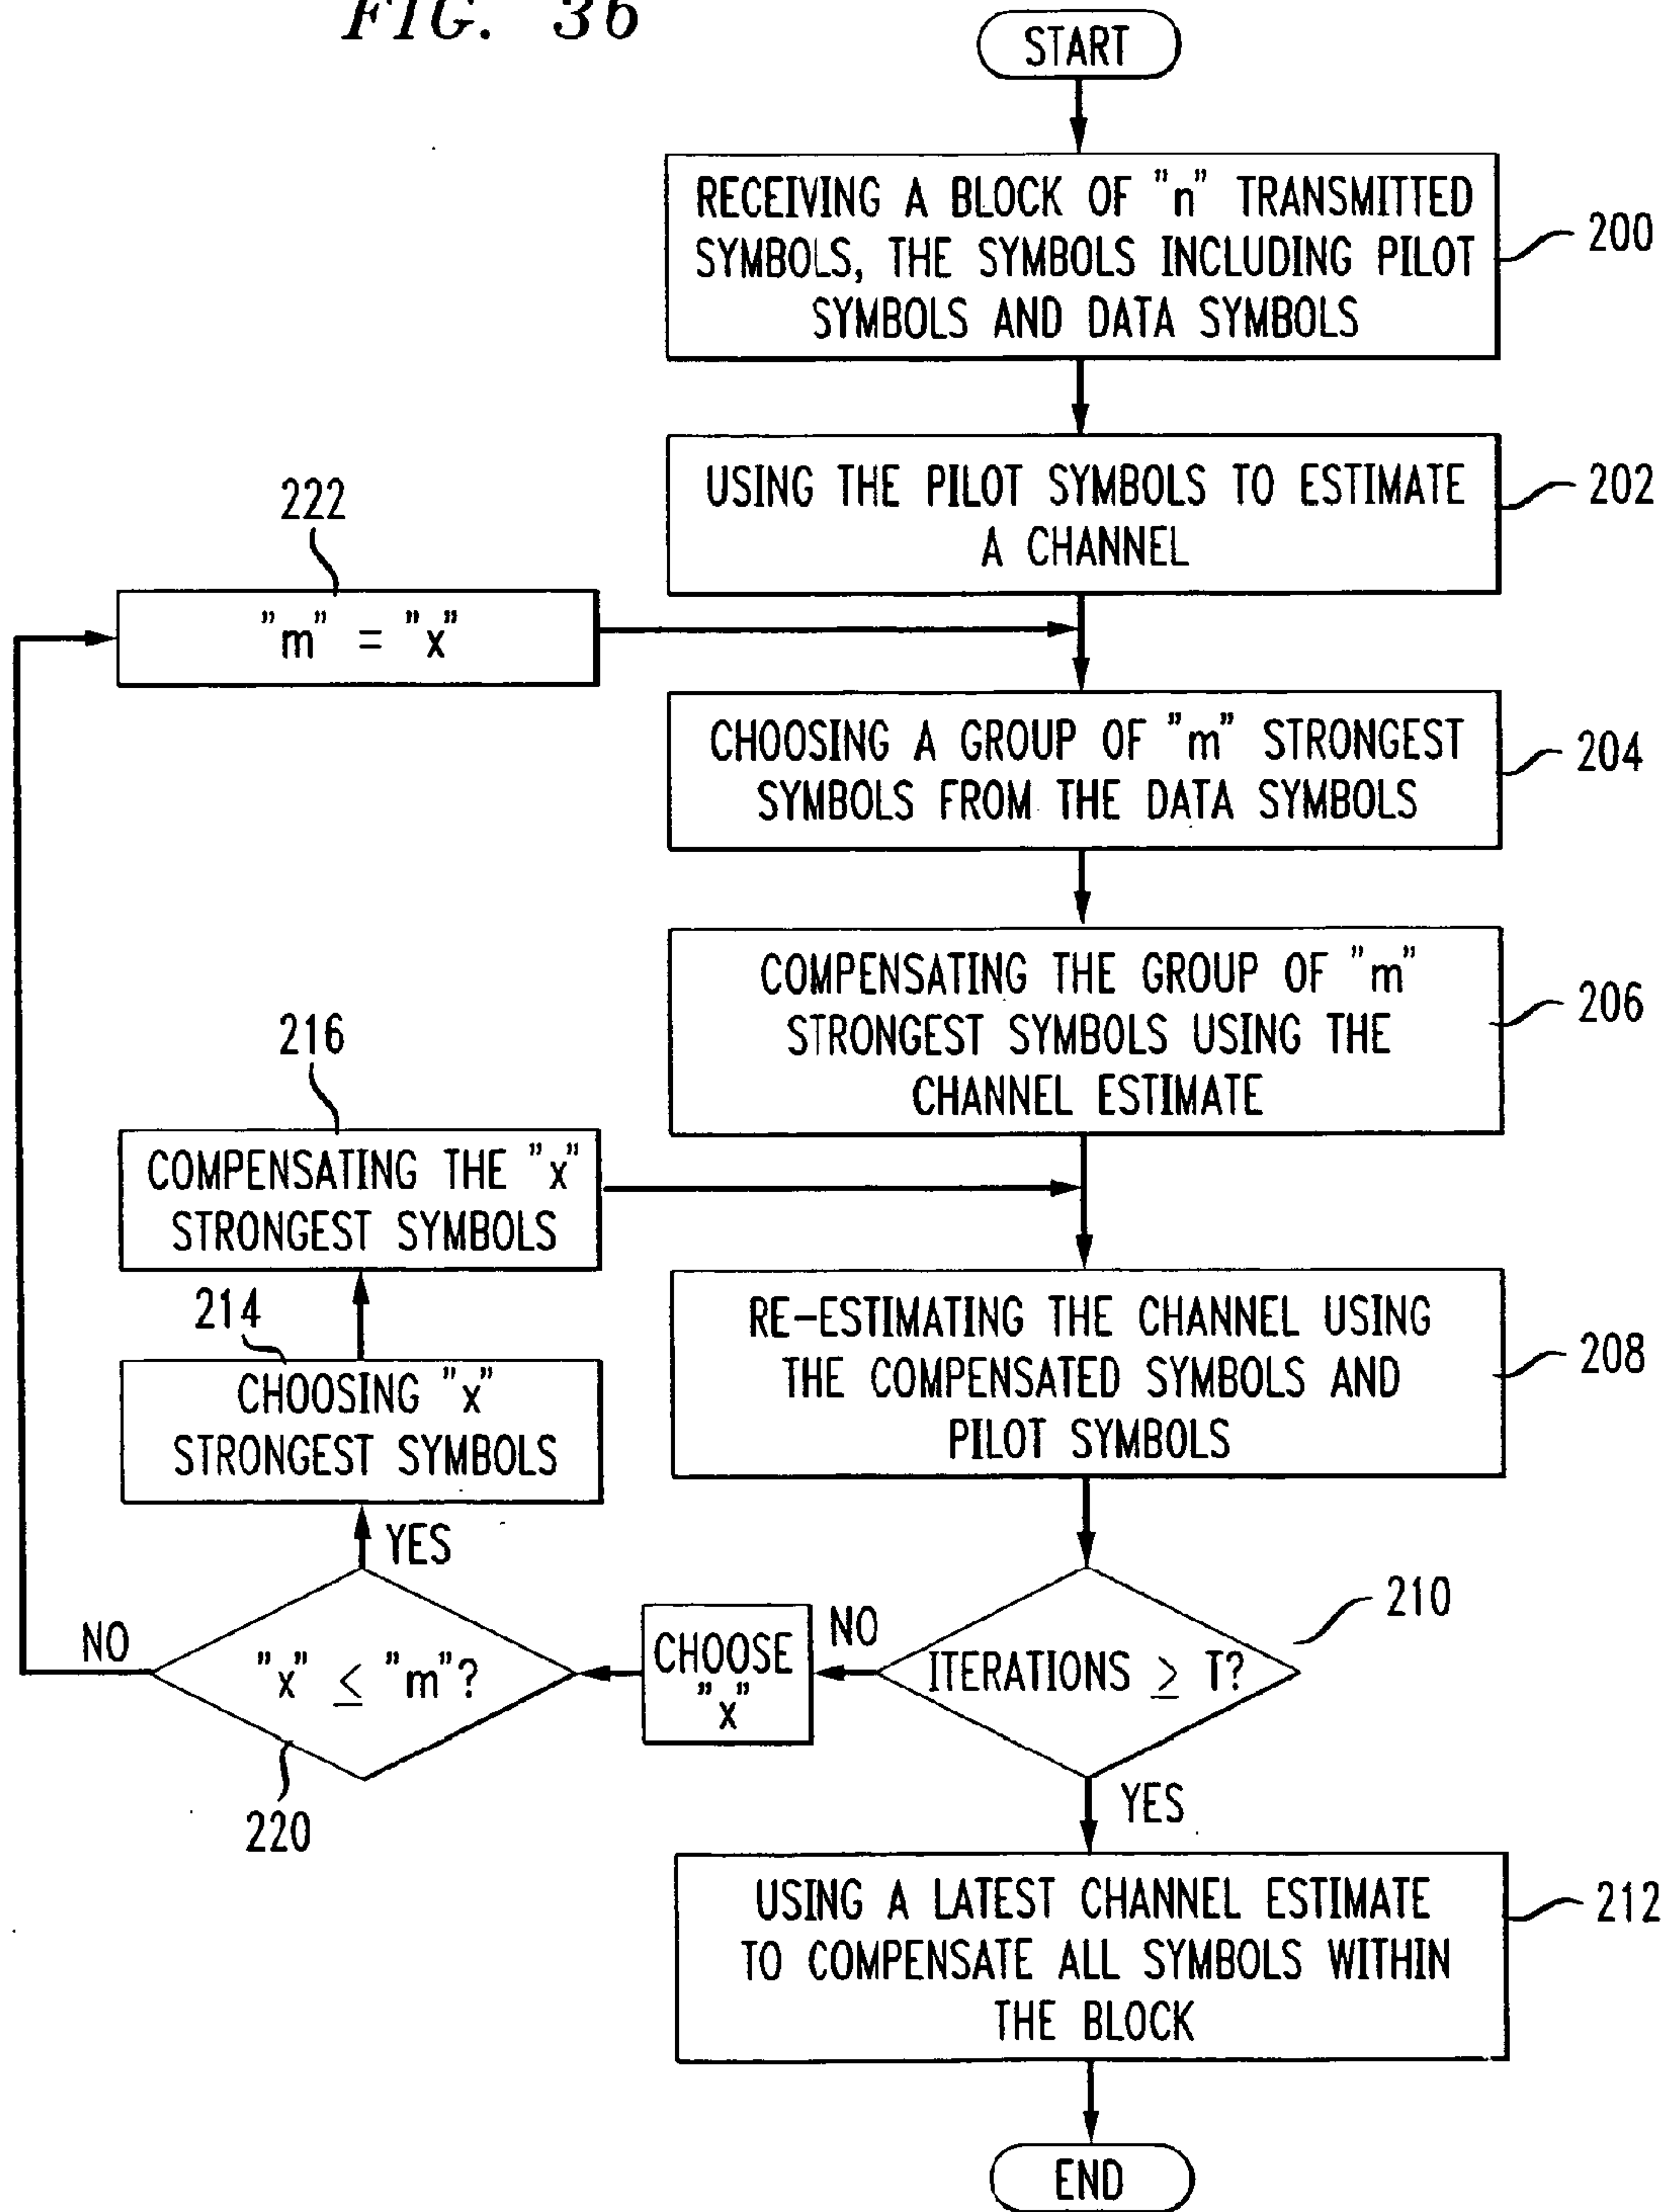 FIG. 36
START
RECEIVING A BLOCK OF "n" TRANSMITTED
SYMBOLS, THE SYMBOLS INCLUDING PILOT
SYMBOLS AND DATA SYMBOLS
200
USING THE PILOT SYMBOLS TO ESTIMATE
A CHANNEL
202
222
"m" = "x"
CHOOSING A GROUP OF "m" STRONGEST
SYMBOLS FROM THE DATA SYMBOLS
204
COMPENSATING THE GROUP OF "m"
STRONGEST SYMBOLS USING THE
CHANNEL ESTIMATE
206
216
COMPENSATING THE "x"
STRONGEST SYMBOLS
214
CHOOSING "x"
STRONGEST SYMBOLS
RE-ESTIMATING THE CHANNEL USING
THE COMPENSATED SYMBOLS AND
PILOT SYMBOLS
208
YES
NO
"x" ≤ "m"?
220
CHOOSE
"x"
NO
ITERATIONS ≥ T?
210
YES
USING A LATEST CHANNEL ESTIMATE
TO COMPENSATE ALL SYMBOLS WITHIN
THE BLOCK
212
END